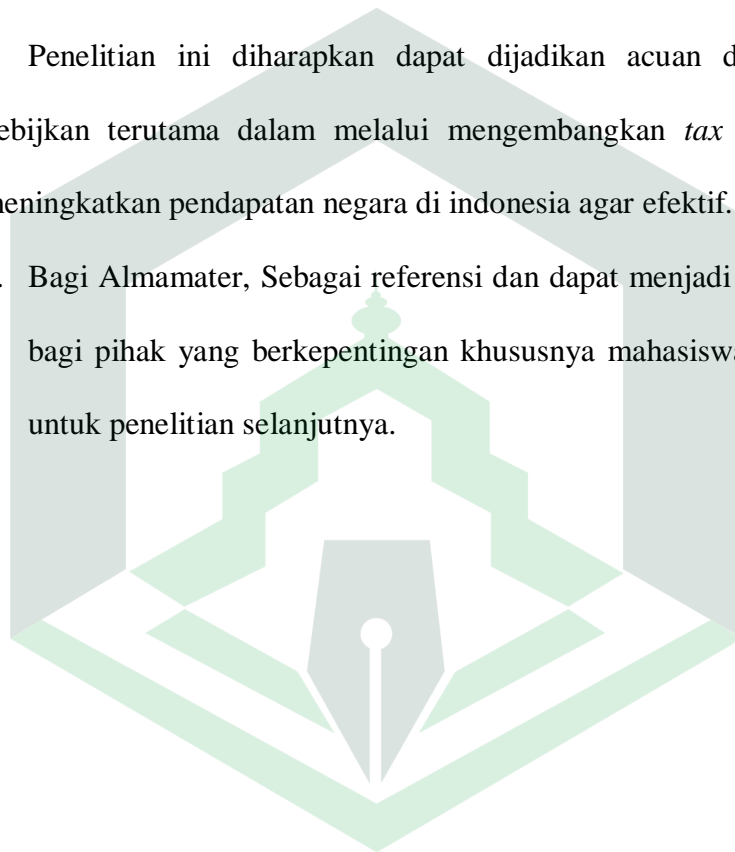 Penelitian ini diharapkan dapat dijadikan acuan
ebijkan terutama dalam melalui mengembangkan tax
meningkatkan pendapatan negara di indonesia agar efektif.
. Bagi Almamater, Sebagai referensi dan dapat menjadi
bagi pihak yang berkepentingan khususnya mahasiswa
untuk penelitian selanjutnya.